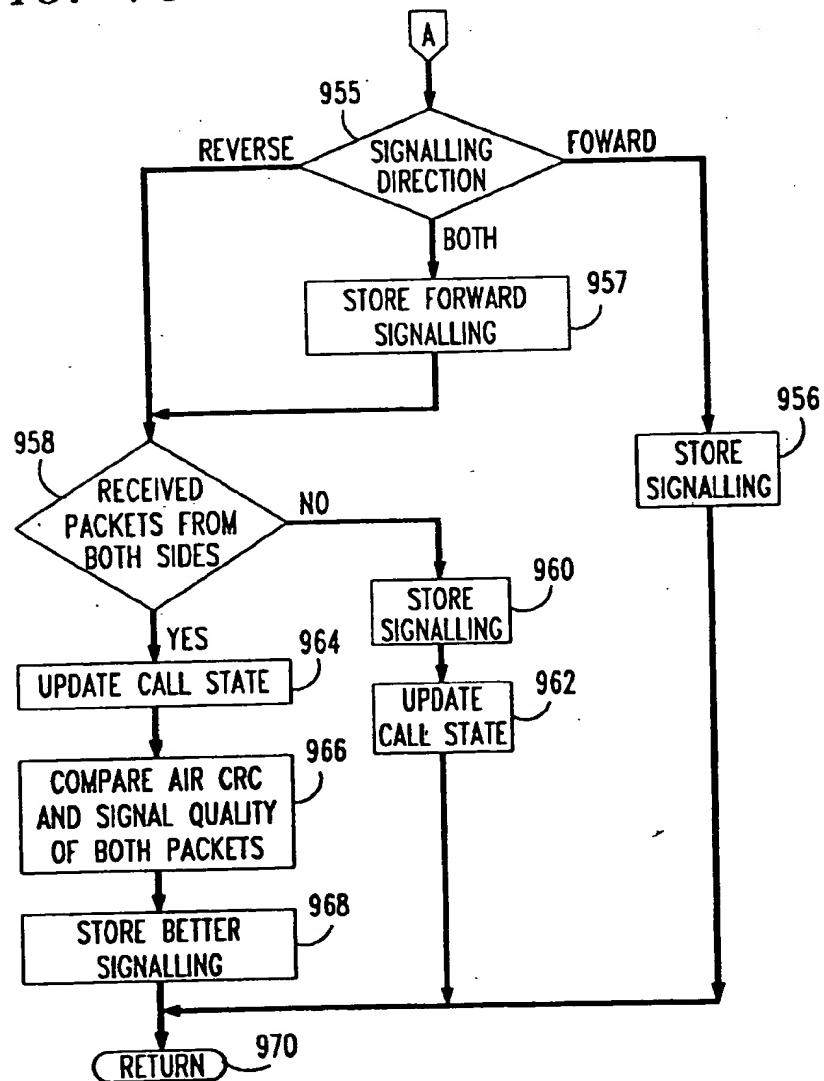 A
955
REVERSE
SIGNALLING
DIRECTION
FOWARD
BOTH
STORE FORWARD
SIGNALLING
957
958
RECEIVED
PACKETS FROM
BOTH SIDES
NO
STORE
SIGNALLING
956
STORE
SIGNALLING
960
YES
UPDATE CALL STATE
964
UPDATE
CALL STATE
962
COMPARE AIR CRC
AND SIGNAL QUALITY
OF BOTH PACKETS
966
STORE BETTER
SIGNALLING
968
RETURN
970